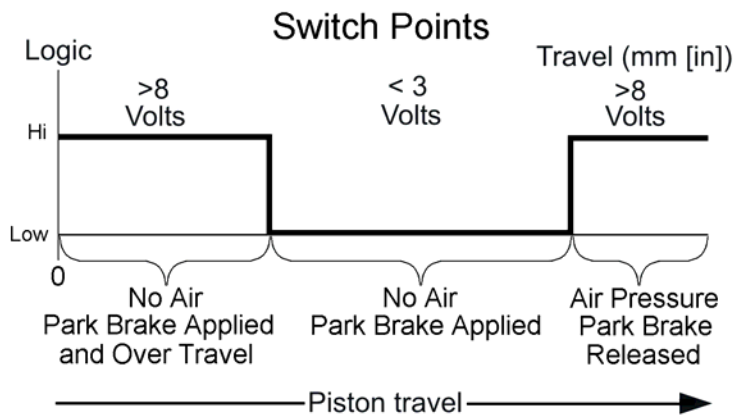 Switch Points
Logic
Travel (mm [in])
>8
Volts
< 3
Volts
>8
Volts
Hi
Low
0
No Air
Park Brake Applied
and Over Travel
No Air
Park Brake Applied
Air Pressure
Park Brake
Released
Piston travel